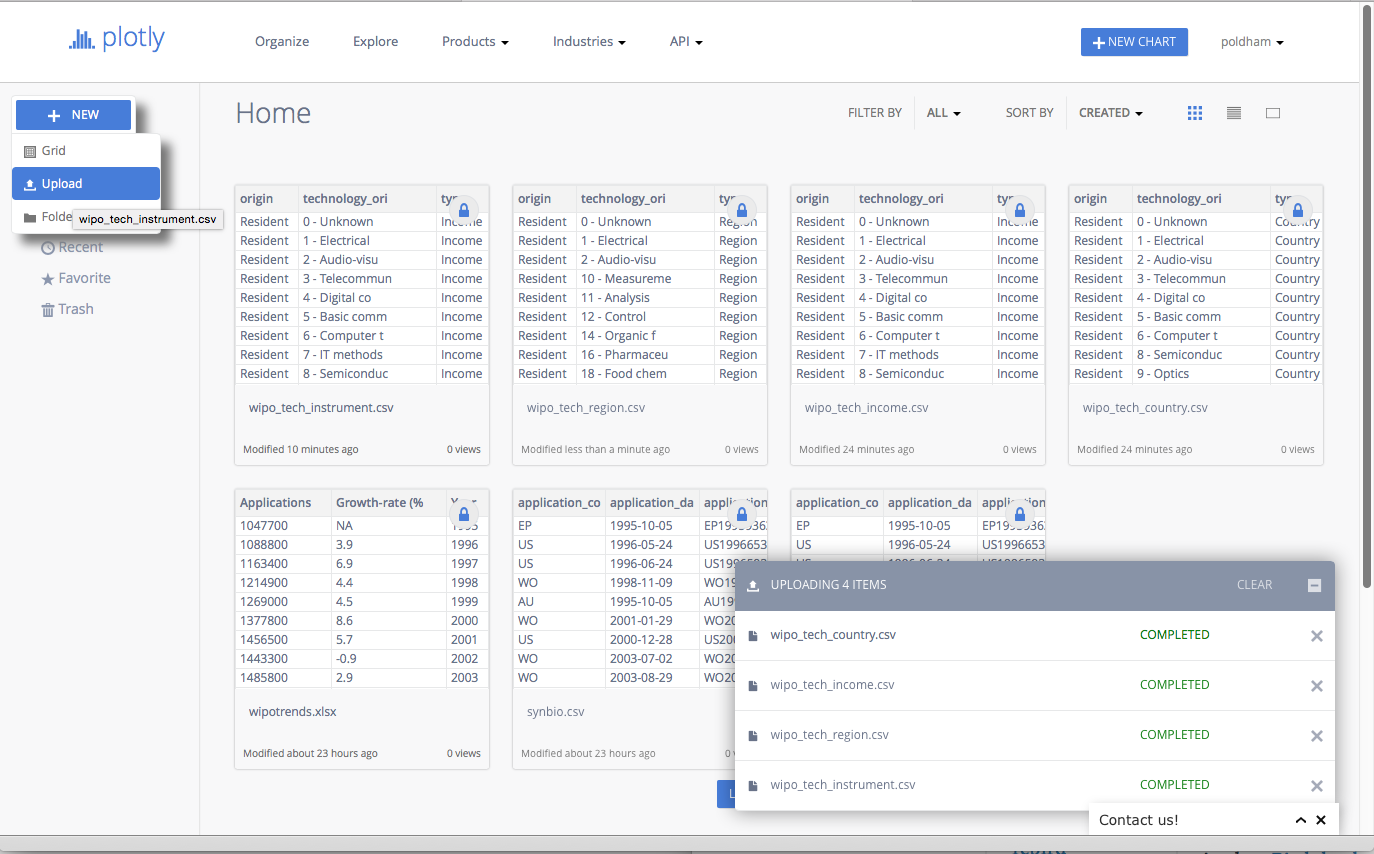 plotly Organize Explore Products Industries API NEW CHART poldham
NEW
Grid
Upload
Folde
wipo_tech_instrument.csv
Recent
Favorite
Trash
Home FILTER BY ALL SORT BY CREATED
origin technology_ori typ
Resident 0 - Unknown Income
Resident 1 - Electrical Income
Resident 2 - Audio-visu Income
Resident 3 - Telecommun Income
Resident 4 - Digital co Income
Resident 5 - Basic comm Income
Resident 6 - Computer t Income
Resident 7 - IT methods Income
Resident 8 - Semiconduc Income
wipo_tech_instrument.csv
Modified 10 minutes ago 0 views
origin technology_ori typ
Resident 0 - Unknown Region
Resident 1 - Electrical Region
Resident 2 - Audio-visu Region
Resident 10 - Measureme Region
Resident 11 - Analysis Region
Resident 12 - Control Region
Resident 14 - Organic f Region
Resident 16 - Pharmaceu Region
Resident 18 - Food chem Region
wipo_tech_region.csv
Modified less than a minute ago 0 views
origin technology_ori typ
Resident 0 - Unknown Income
Resident 1 - Electrical Income
Resident 2 - Audio-visu Income
Resident 3 - Telecommun Income
Resident 4 - Digital co Income
Resident 5 - Basic comm Income
Resident 6 - Computer t Income
Resident 7 - IT methods Income
Resident 8 - Semiconduc Income
wipo_tech_income.csv
Modified 24 minutes ago 0 views
origin technology_ori typ
Resident 0 - Unknown Country
Resident 1 - Electrical Country
Resident 2 - Audio-visu Country
Resident 3 - Telecommun Country
Resident 4 - Digital co Country
Resident 5 - Basic comm Country
Resident 6 - Computer t Country
Resident 8 - Semiconduc Country
Resident 9 - Optics Country
wipo_tech_country.csv
Modified 24 minutes ago 0 views
Applications Growth-rate (%
1047700 NA 1995
1088800 3.9 1996
1163400 6.9 1997
1214900 4.4 1998
1269000 4.5 1999
1377800 8.6 2000
1456500 5.7 2001
1443300 -0.9 2002
1485800 2.9 2003
wipotrends.xlsx
Modified about 23 hours ago 0 views
application_co application_da
EP 1995-10-05
US 1996-05-24 US1996653
US 1996-06-24
WO 1998-11-09 WO19
AU 1995-10-05 AU19
WO 2001-01-29 WO20
US 2000-12-28 US200
WO 2003-07-02 WO20
WO 2003-08-29 WO20
synbio.csv
Modified about 23 hours ago 0
application_co application_da
EP 1995-10-05
US 1996-05-24 US1996653
UPLOADING 4 ITEMS CLEAR
wipo_tech_country.csv COMPLETED
wipo_tech_income.csv COMPLETED
wipo_tech_region.csv COMPLETED
wipo_tech_instrument.csv COMPLETED
Contact us!